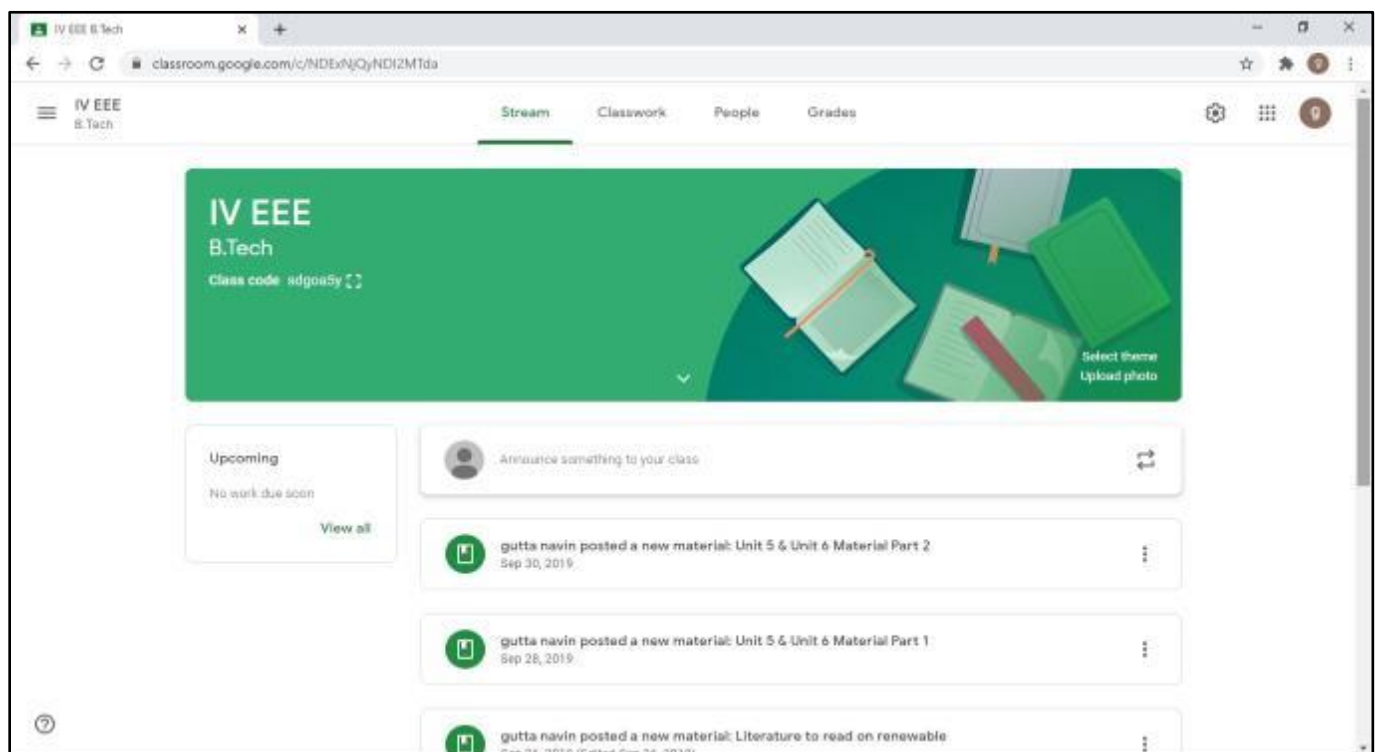 IV EEE B.Tech
classroom.google.com/c/NDExNjQyNDI2MTda
IV EEE
B.Tech
Stream Classwork People Grades
g
IV EEE
B.Tech
Class code sdgoa5y
Select theme
Upload photo
Upcoming
No work due soon
View all
Announce something to your class
gutta navin posted a new material: Unit 5 & Unit 6 Material Part 2
Sep 30, 2019
gutta navin posted a new material: Unit 5 & Unit 6 Material Part 1
Sep 28, 2019
gutta navin posted a new material: Literature to read on renewable